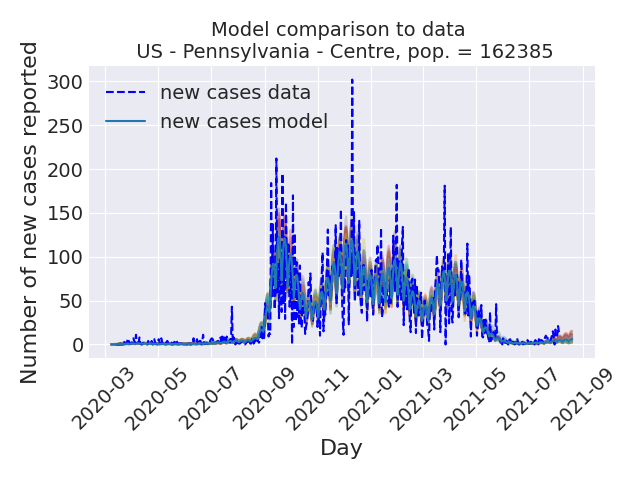 Model comparison to data
US - Pennsylvania - Centre, pop. = 162385
Number of new cases reported
300
250
200
150
100
50
0
new cases data
new cases model
2020-03
2020-05
2020-07
2020-09
2020-11
2021-01
2021-03
2021-05
2021-07
2021-09
Day